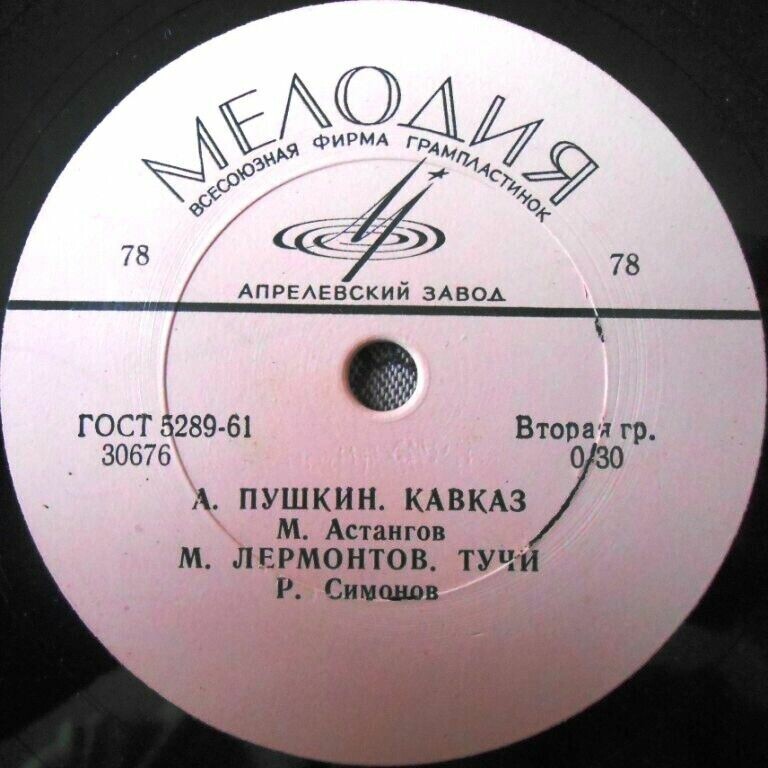 МЕЛОДИЯ
ВСЕСОЮЗНАЯ ФИРМА ГРАМПЛАСТИНОК
78
78
АПРЕЛЕВСКИЙ ЗАВОД
ГОСТ 5289-61
Вторая гр.
30676
0-30
А. ПУШКИН. КАВКАЗ
М. Астангов
М. ЛЕРМОНТОВ. ТУЧИ
Р. Симонов